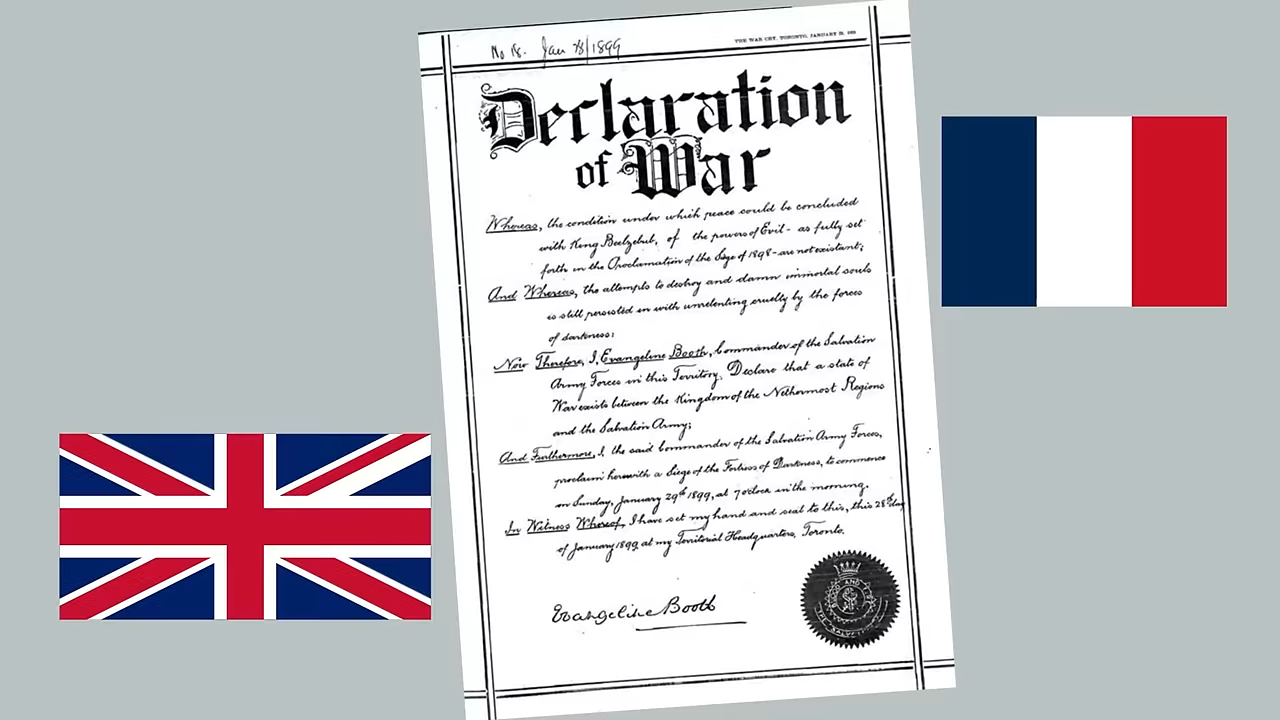 No 18. Jan 28/1899
THE WAR CRY, TORONTO, JANUARY 28, 1899
Declaration
of War
Whereas, the condition under which peace could be concluded
with King Beelzebub, of the powers of Evil - as fully set
forth in the Proclamation of the Siege of 1898 - are not existant;
And Whereas, the attempts to destroy and damn immortal souls
is still persisted in with unrelenting cruelty by the forces
of darkness;
Now Therefore, I, Evangeline Booth, Commander of the Salvation
Army Forces in this Territory, Declare that a state of
War exists between the Kingdom of the Nethermost Regions
and the Salvation Army;
And Furthermore, I, the said Commander of the Salvation Army Forces,
proclaim herewith a Siege of the Fortress of Darkness, to commence
on Sunday, January 29th 1899, at 7 oclock in the morning.
In Witness Whereof, I have set my hand and seal to this, this 28th day
of January 1899 at my Territorial Headquarters, Toronto.
Evangeline Booth
AND
THE SALVATION